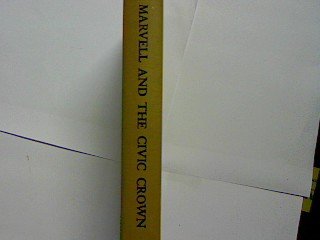 MARVELL AND THE CIVIC CROWN